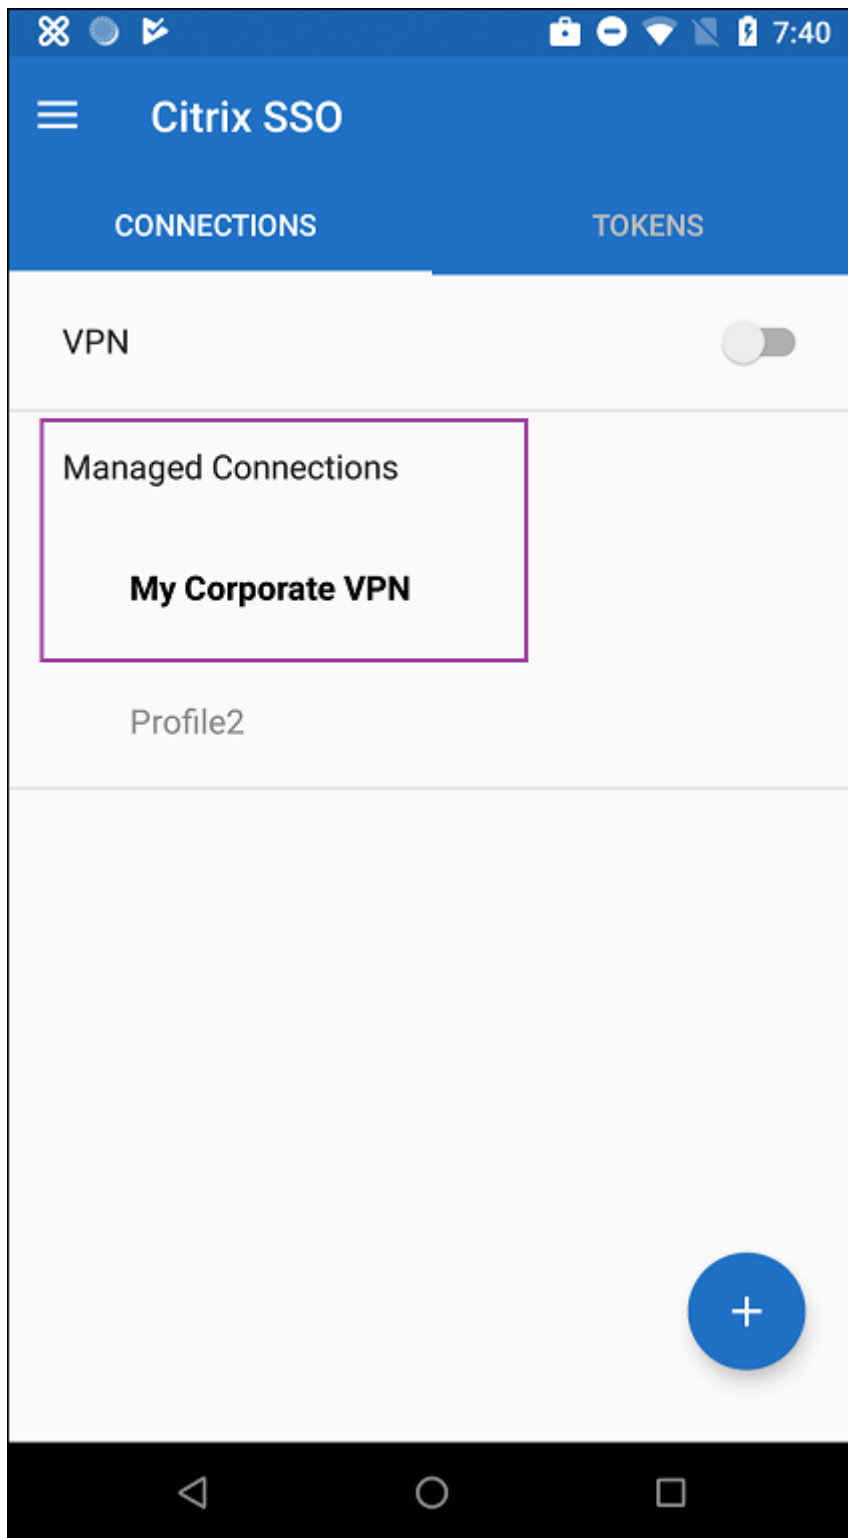 7:40
Citrix SSO
CONNECTIONS TOKENS
VPN
Managed Connections
My Corporate VPN
Profile2